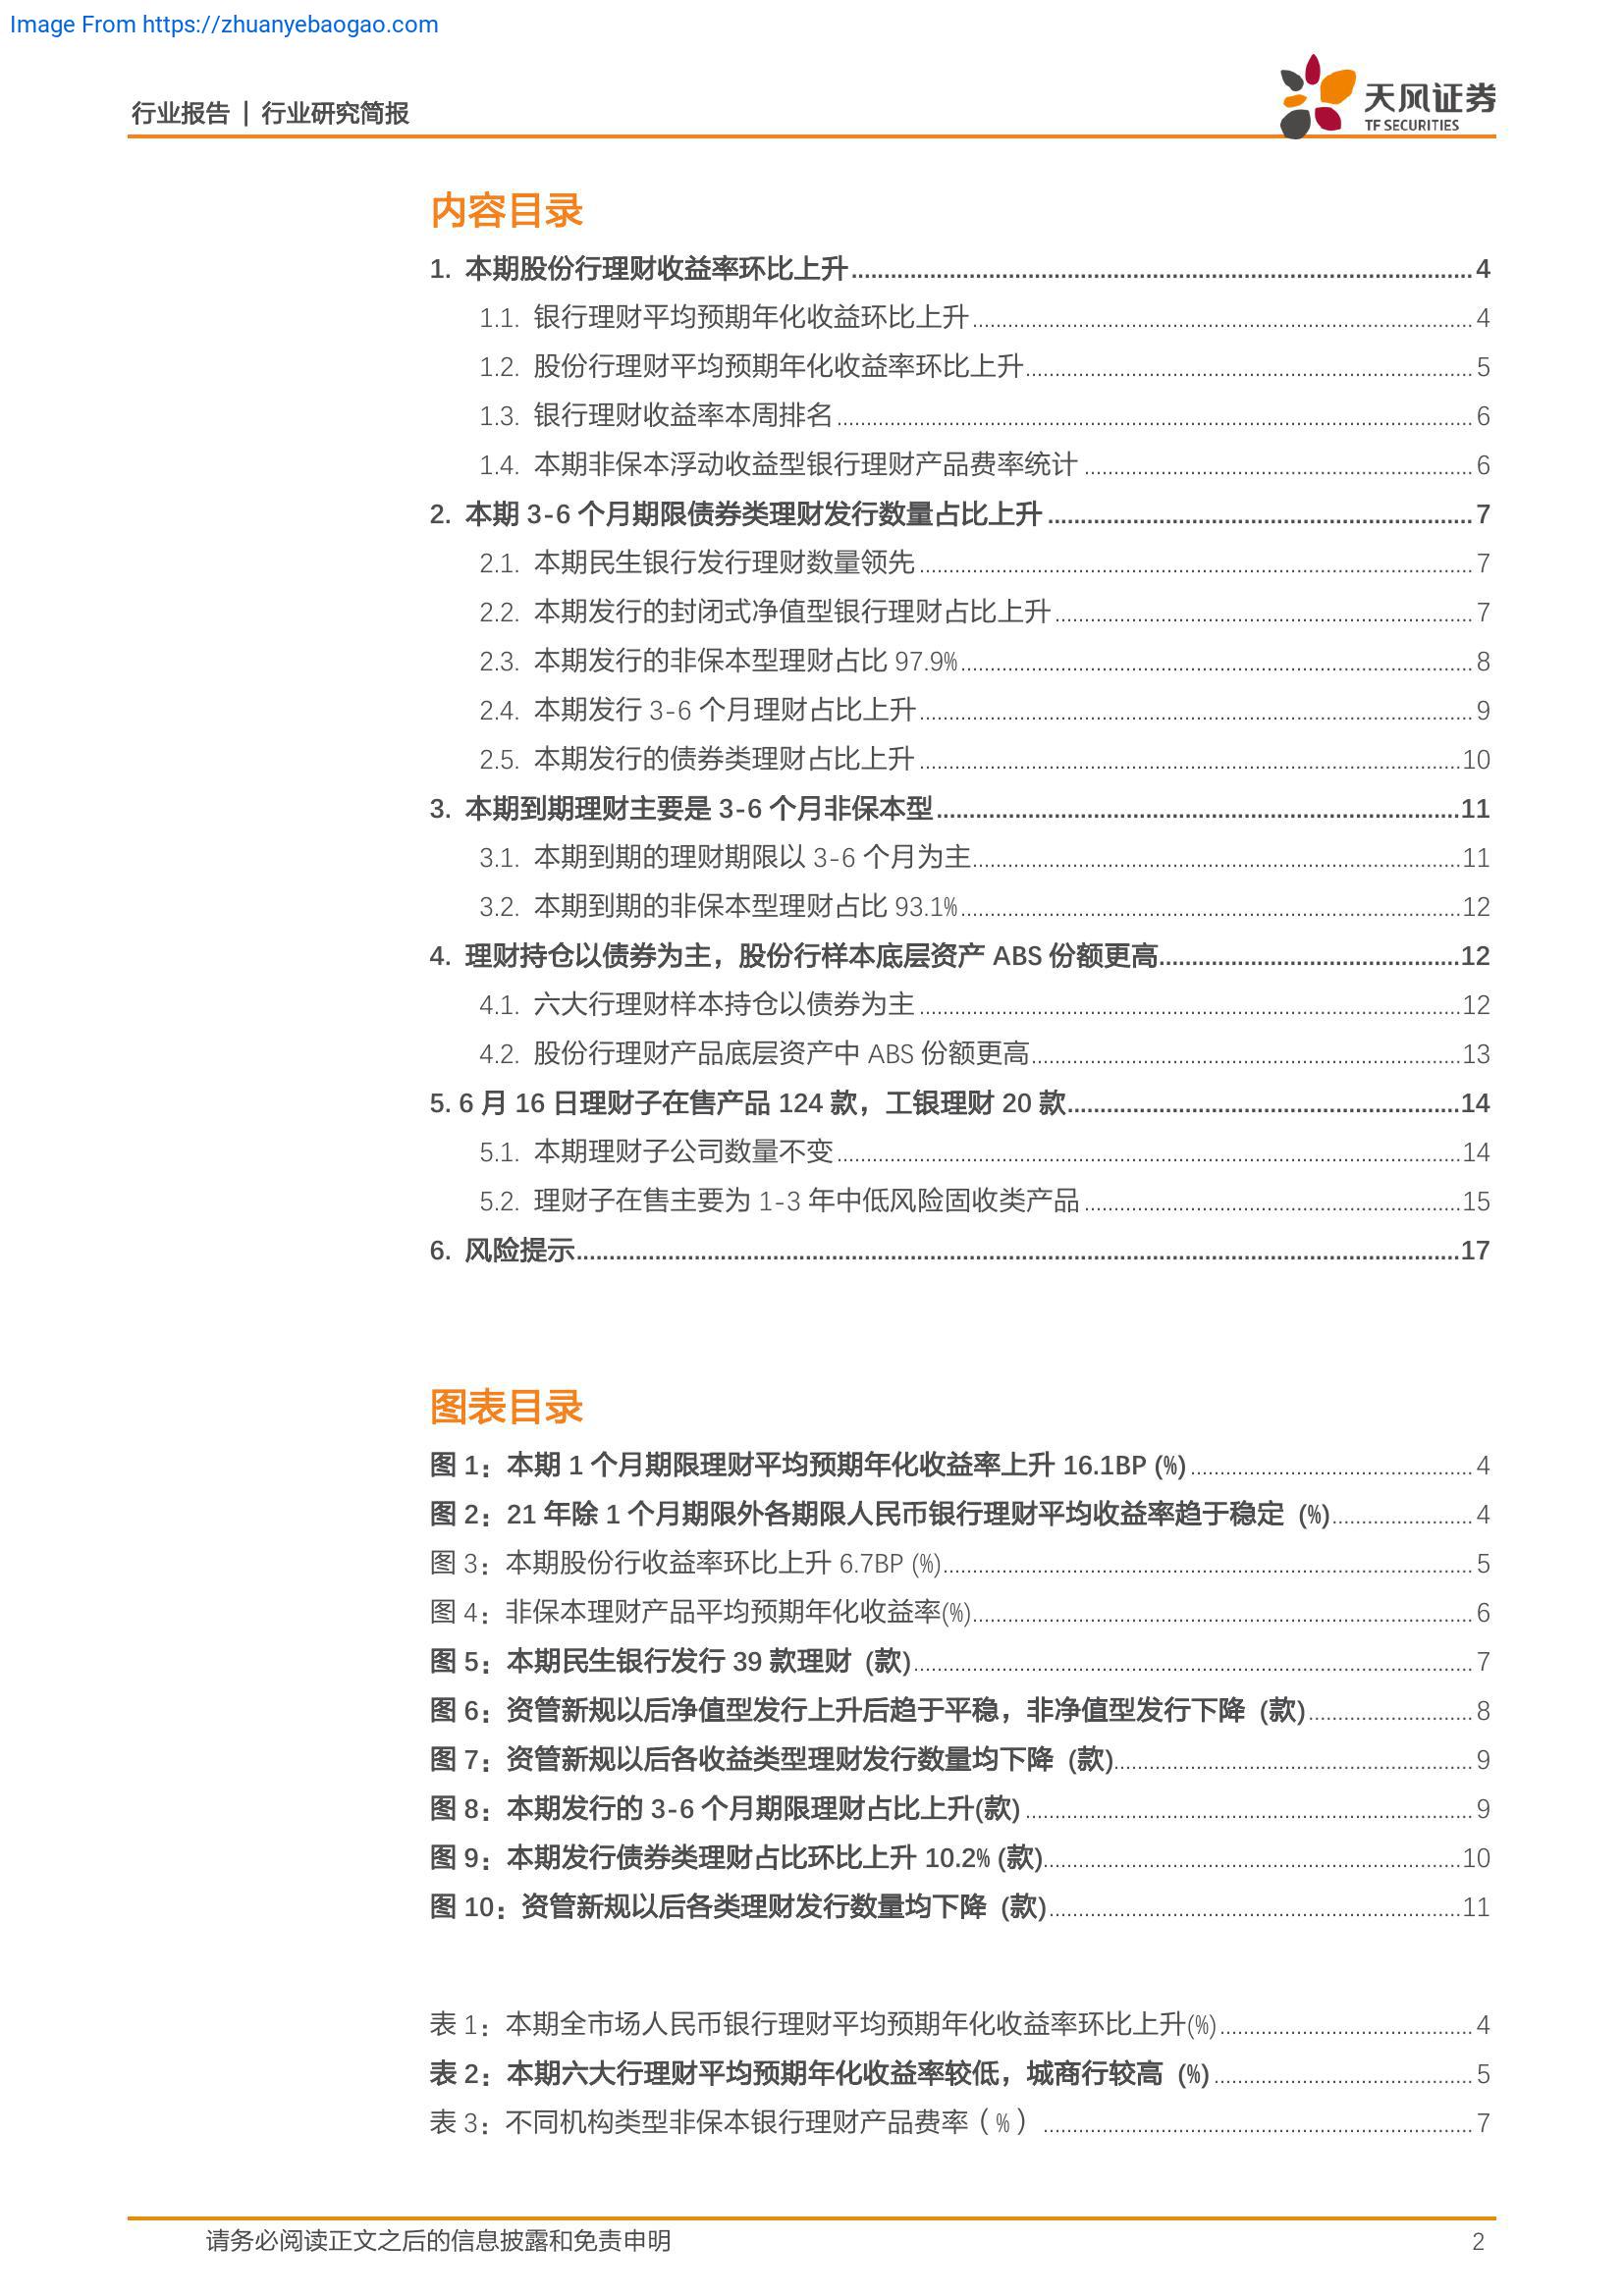 Image From https://zhuanyebaogao.com
行业报告 | 行业研究简报
天风证券
TF SECURITIES
内容目录
1. 本期股份行理财收益率环比上升 4
1.1. 银行理财平均预期年化收益环比上升 4
1.2. 股份行理财平均预期年化收益率环比上升 5
1.3. 银行理财收益率本周排名 6
1.4. 本期非保本浮动收益型银行理财产品费率统计 6
2. 本期 3-6 个月期限债券类理财发行数量占比上升 7
2.1. 本期民生银行发行理财数量领先 7
2.2. 本期发行的封闭式净值型银行理财占比上升 7
2.3. 本期发行的非保本型理财占比 97.9% 8
2.4. 本期发行 3-6 个月理财占比上升 9
2.5. 本期发行的债券类理财占比上升 10
3. 本期到期理财主要是 3-6 个月非保本型 11
3.1. 本期到期的理财期限以 3-6 个月为主 11
3.2. 本期到期的非保本型理财占比 93.1% 12
4. 理财持仓以债券为主，股份行样本底层资产 ABS 份额更高 12
4.1. 六大行理财样本持仓以债券为主 12
4.2. 股份行理财产品底层资产中 ABS 份额更高 13
5. 6 月 16 日理财子在售产品 124 款，工银理财 20 款 14
5.1. 本期理财子公司数量不变 14
5.2. 理财子在售主要为 1-3 年中低风险固收类产品 15
6. 风险提示 17
图表目录
图 1：本期 1 个月期限理财平均预期年化收益率上升 16.1BP (%) 4
图 2：21 年除 1 个月期限外各期限人民币银行理财平均收益率趋于稳定 (%) 4
图 3：本期股份行收益率环比上升 6.7BP (%) 5
图 4：非保本理财产品平均预期年化收益率(%) 6
图 5：本期民生银行发行 39 款理财 (款) 7
图 6：资管新规以后净值型发行上升后趋于平稳，非净值型发行下降 (款) 8
图 7：资管新规以后各收益类型理财发行数量均下降 (款) 9
图 8：本期发行的 3-6 个月期限理财占比上升(款) 9
图 9：本期发行债券类理财占比环比上升 10.2% (款) 10
图 10：资管新规以后各类理财发行数量均下降 (款) 11
表 1：本期全市场人民币银行理财平均预期年化收益率环比上升(%) 4
表 2：本期六大行理财平均预期年化收益率较低，城商行较高 (%) 5
表 3：不同机构类型非保本银行理财产品费率（%） 7
请务必阅读正文之后的信息披露和免责申明 2